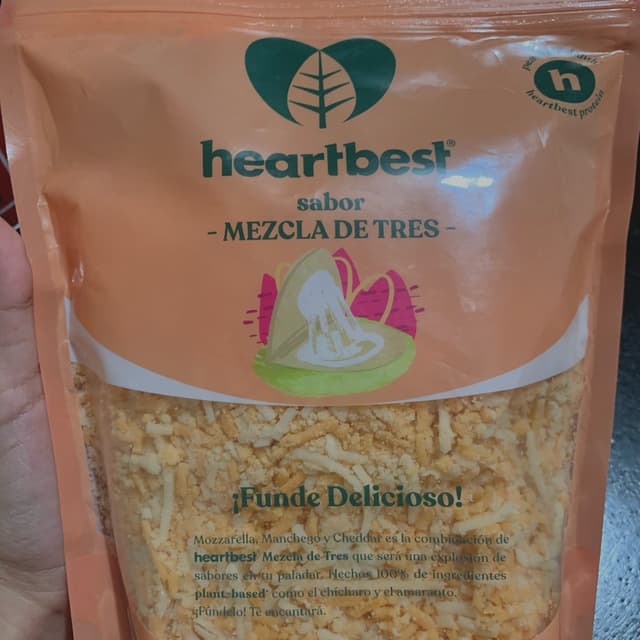 heartbest®
sabor
- MEZCLA DE TRES -
h
heartbest protein
¡Funde Delicioso!
Mozzarella, Manchego y Cheddar es la combinación de
heartbest Mezcla de Tres que será una explosión de
sabores en tu paladar. Hechos 100% de ingredientes
plant-based* como el chícharo y el amaranto.
¡Fúndelo! Te encantará.